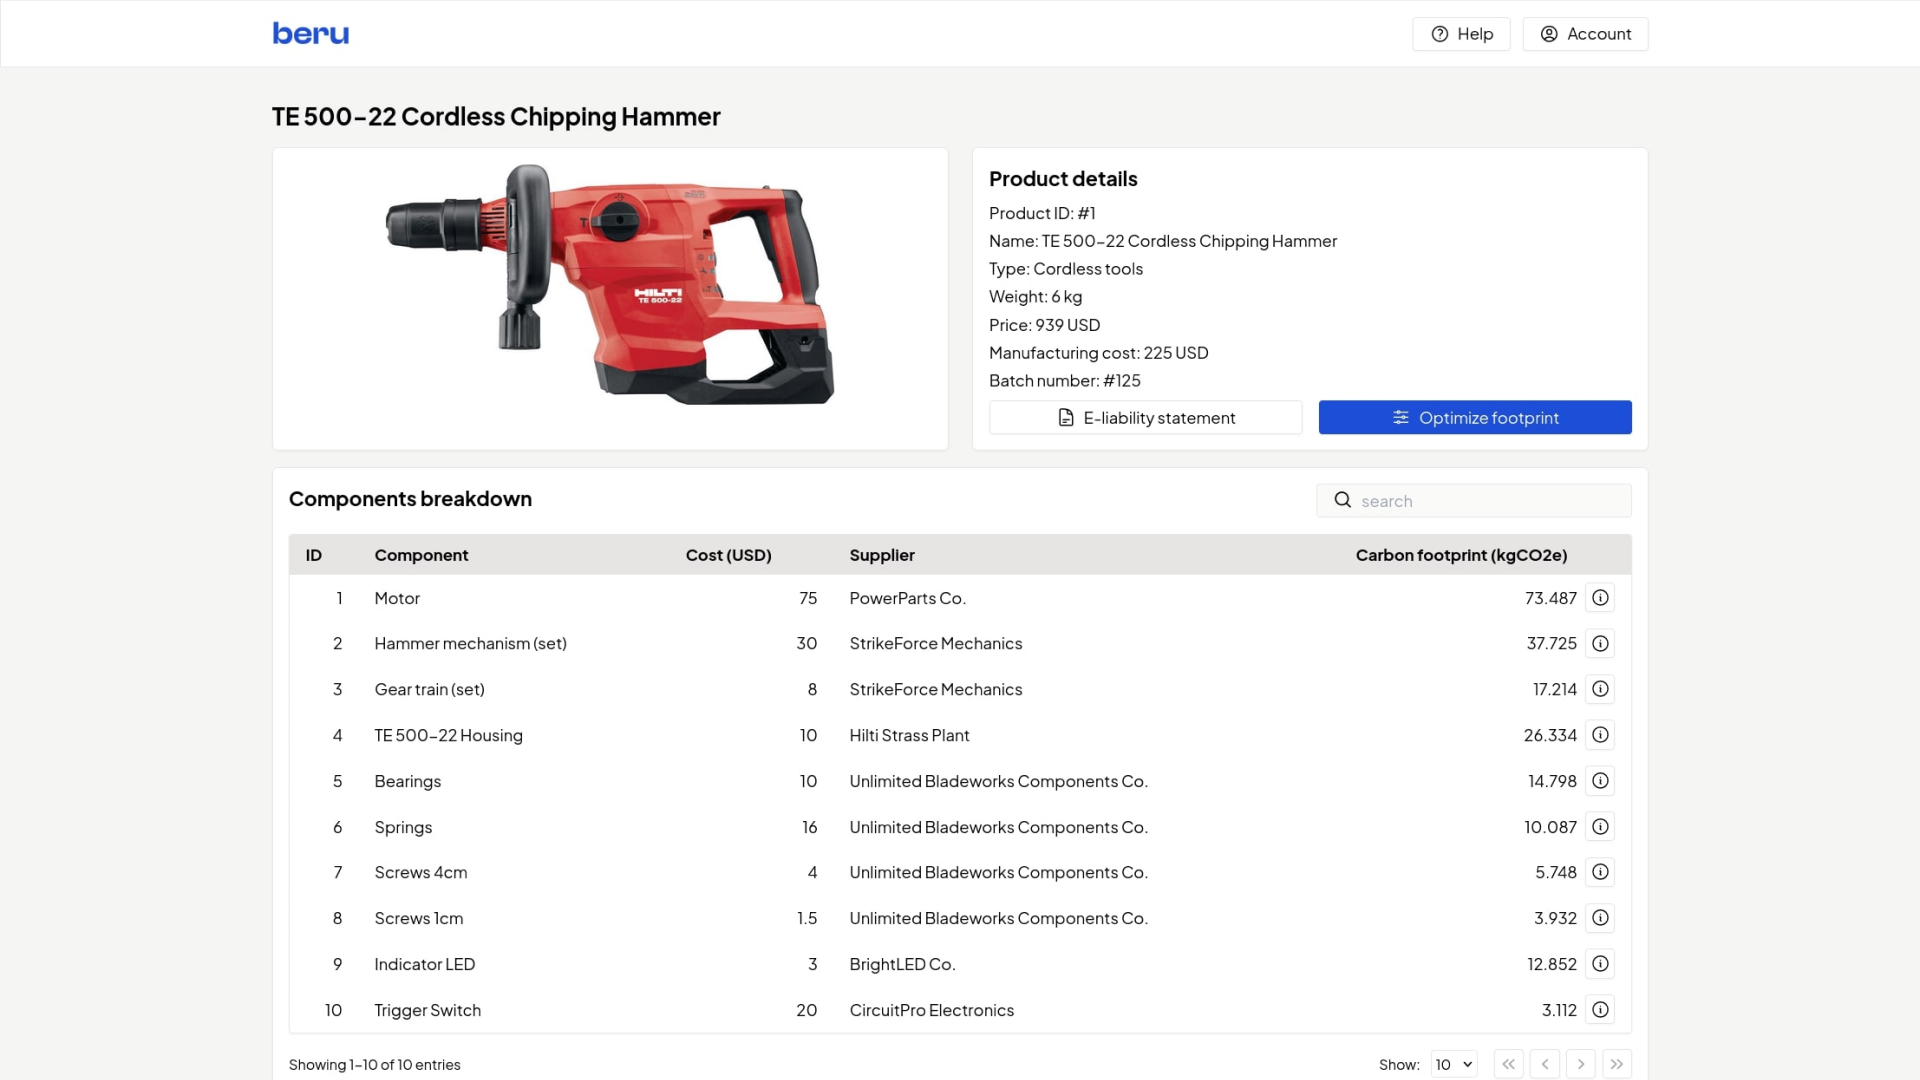 beru
Help
Account
TE 500-22 Cordless Chipping Hammer
HILTI
TE 500-22
Product details
Product ID: #1
Name: TE 500-22 Cordless Chipping Hammer
Type: Cordless tools
Weight: 6 kg
Price: 939 USD
Manufacturing cost: 225 USD
Batch number: #125
E-liability statement
Optimize footprint
Components breakdown
search
ID Component Cost (USD) Supplier Carbon footprint (kgCO2e)
1 Motor 75 PowerParts Co. 73.487
2 Hammer mechanism (set) 30 StrikeForce Mechanics 37.725
3 Gear train (set) 8 StrikeForce Mechanics 17.214
4 TE 500-22 Housing 10 Hilti Strass Plant 26.334
5 Bearings 10 Unlimited Bladeworks Components Co. 14.798
6 Springs 16 Unlimited Bladeworks Components Co. 10.087
7 Screws 4cm 4 Unlimited Bladeworks Components Co. 5.748
8 Screws 1cm 1.5 Unlimited Bladeworks Components Co. 3.932
9 Indicator LED 3 BrightLED Co. 12.852
10 Trigger Switch 20 CircuitPro Electronics 3.112
Showing 1-10 of 10 entries
Show: 10